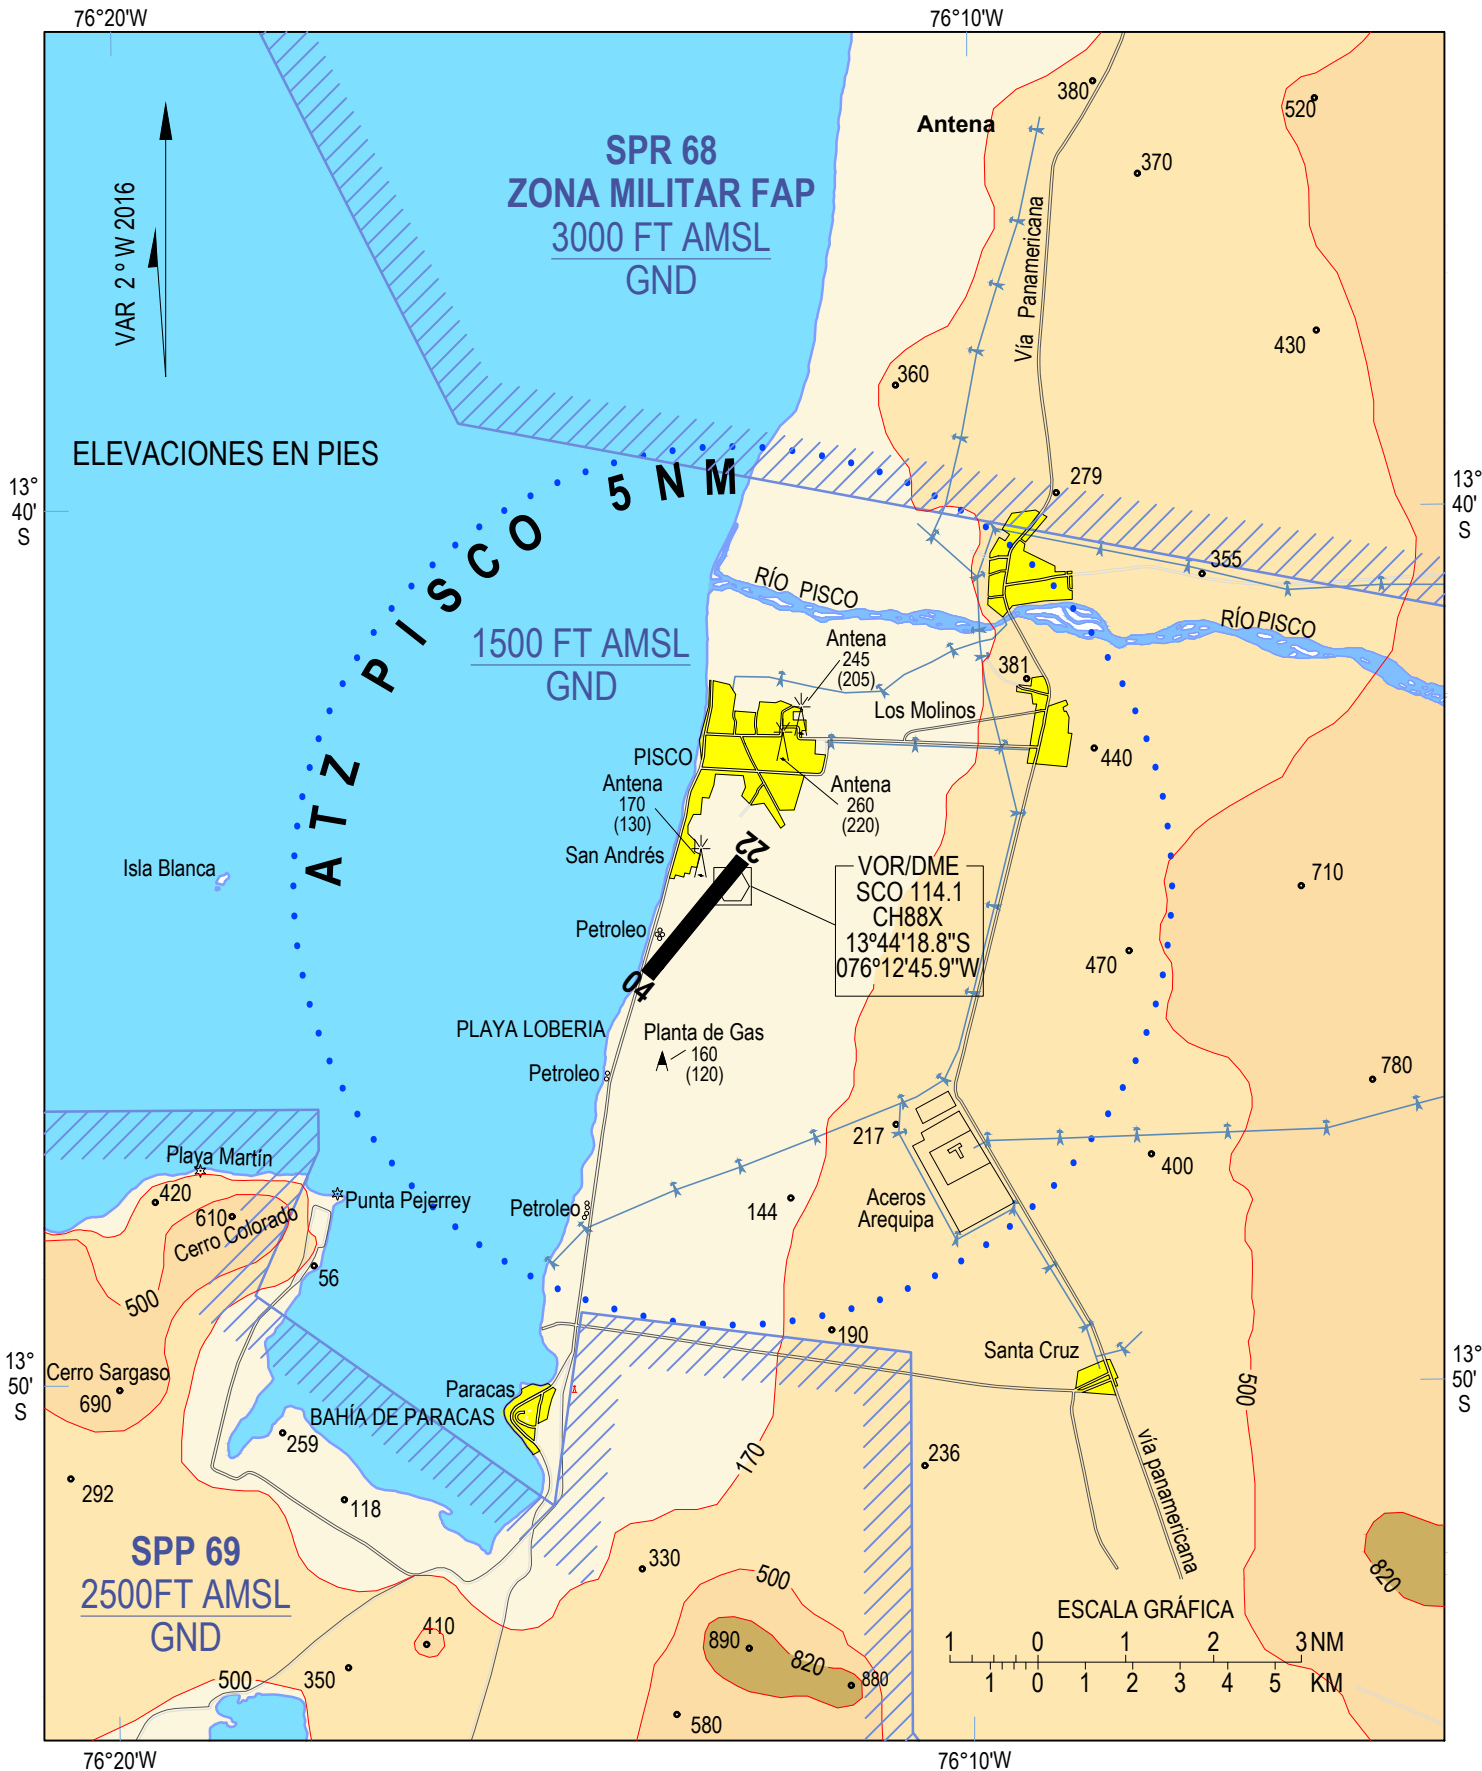 76°20'W
76°10'W
380
520
Antena
SPR 68
ZONA MILITAR FAP
3000 FT AMSL
GND
370
VAR 2 º W 2016
Vía Panamericana
430
360
ELEVACIONES EN PIES
13°
40'
S
13°
40'
S
279
ATZ PISCO 5 NM
355
RÍO PISCO
RÍO PISCO
1500 FT AMSL
GND
Antena
245
(205)
381
Los Molinos
440
PISCO
Antena
170
(130)
Antena
260
(220)
San Andrés
22
Isla Blanca
VOR/DME
SCO 114.1
CH88X
13º44'18.8"S
076º12'45.9"W
710
Petroleo
470
04
PLAYA LOBERIA
Planta de Gas
160
(120)
Petroleo
780
217
Playa Martín
400
420
Punta Pejerrey
610
Cerro Colorado
Petroleo
144
Aceros
Arequipa
56
500
190
Santa Cruz
13°
50'
S
13°
50'
S
Cerro Sargaso
690
Paracas
BAHÍA DE PARACAS
500
259
170
236
vía panamericana
292
118
SPP 69
2500FT AMSL
GND
330
500
820
ESCALA GRÁFICA
410
890
820
1 0 1 2 3 NM
500
350
880
1 0 1 2 3 4 5 KM
580
76°20'W
76°10'W